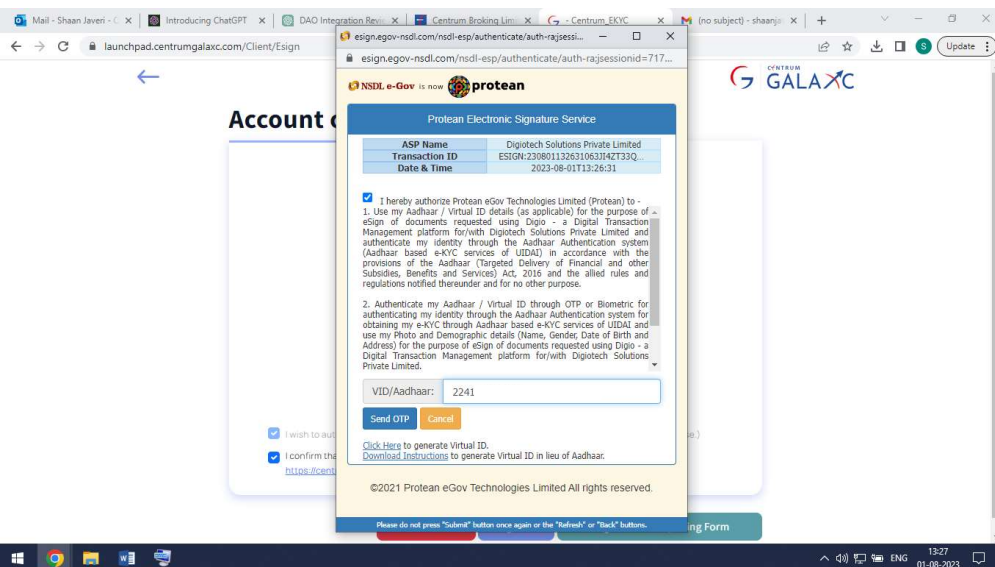 Mail - Shaan Javeri - 
Introducing ChatGPT
DAO Integration Revie
Centrum Broking Limi
- Centrum_EKYC
(no subject) - shaanja
launchpad.centrumgalaxc.com/Client/Esign
Update
esign.egov-nsdl.com/nsdl-esp/authenticate/auth-ra;jsessi...
esign.egov-nsdl.com/nsdl-esp/authenticate/auth-ra;jsessionid=717...
NSDL e-Gov is now protean
CENTRUM
GALAXC
Account
Protean Electronic Signature Service
ASP Name Digiotech Solutions Private Limited
Transaction ID ESIGN:230801132631063JI4ZT33Q...
Date & Time 2023-08-01T13:26:31
I hereby authorize Protean eGov Technologies Limited (Protean) to -
1. Use my Aadhaar / Virtual ID details (as applicable) for the purpose of
eSign of documents requested using Digio - a Digital Transaction
Management platform for/with Digiotech Solutions Private Limited and
authenticate my identity through the Aadhaar Authentication system
(Aadhaar based e-KYC services of UIDAI) in accordance with the
provisions of the Aadhaar (Targeted Delivery of Financial and other
Subsidies, Benefits and Services) Act, 2016 and the allied rules and
regulations notified thereunder and for no other purpose.
2. Authenticate my Aadhaar / Virtual ID through OTP or Biometric for
authenticating my identity through the Aadhaar Authentication system for
obtaining my e-KYC through Aadhaar based e-KYC services of UIDAI and
use my Photo and Demographic details (Name, Gender, Date of Birth and
Address) for the purpose of eSign of documents requested using Digio - a
Digital Transaction Management platform for/with Digiotech Solutions
Private Limited.
VID/Aadhaar: 2241
Send OTP Cancel
I wish to aut
e.)
Click Here to generate Virtual ID.
I confirm tha
Download Instructions to generate Virtual ID in lieu of Aadhaar.
https://cent
©2021 Protean eGov Technologies Limited All rights reserved.
Please do not press "Submit" button once again or the "Refresh" or "Back" buttons.
ing Form
ENG
13:27
01-08-2023